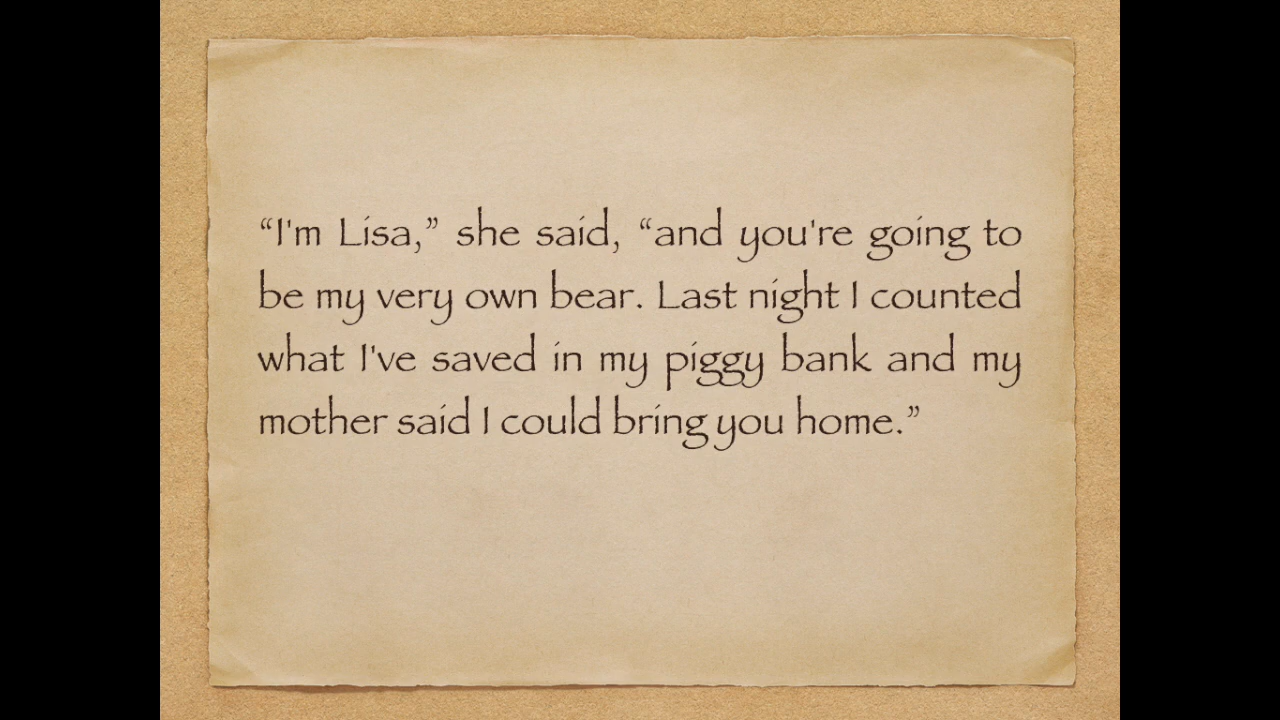 “I'm Lisa,” she said, “and you're going to
be my very own bear. Last night I counted
what I've saved in my piggy bank and my
mother said I could bring you home.”